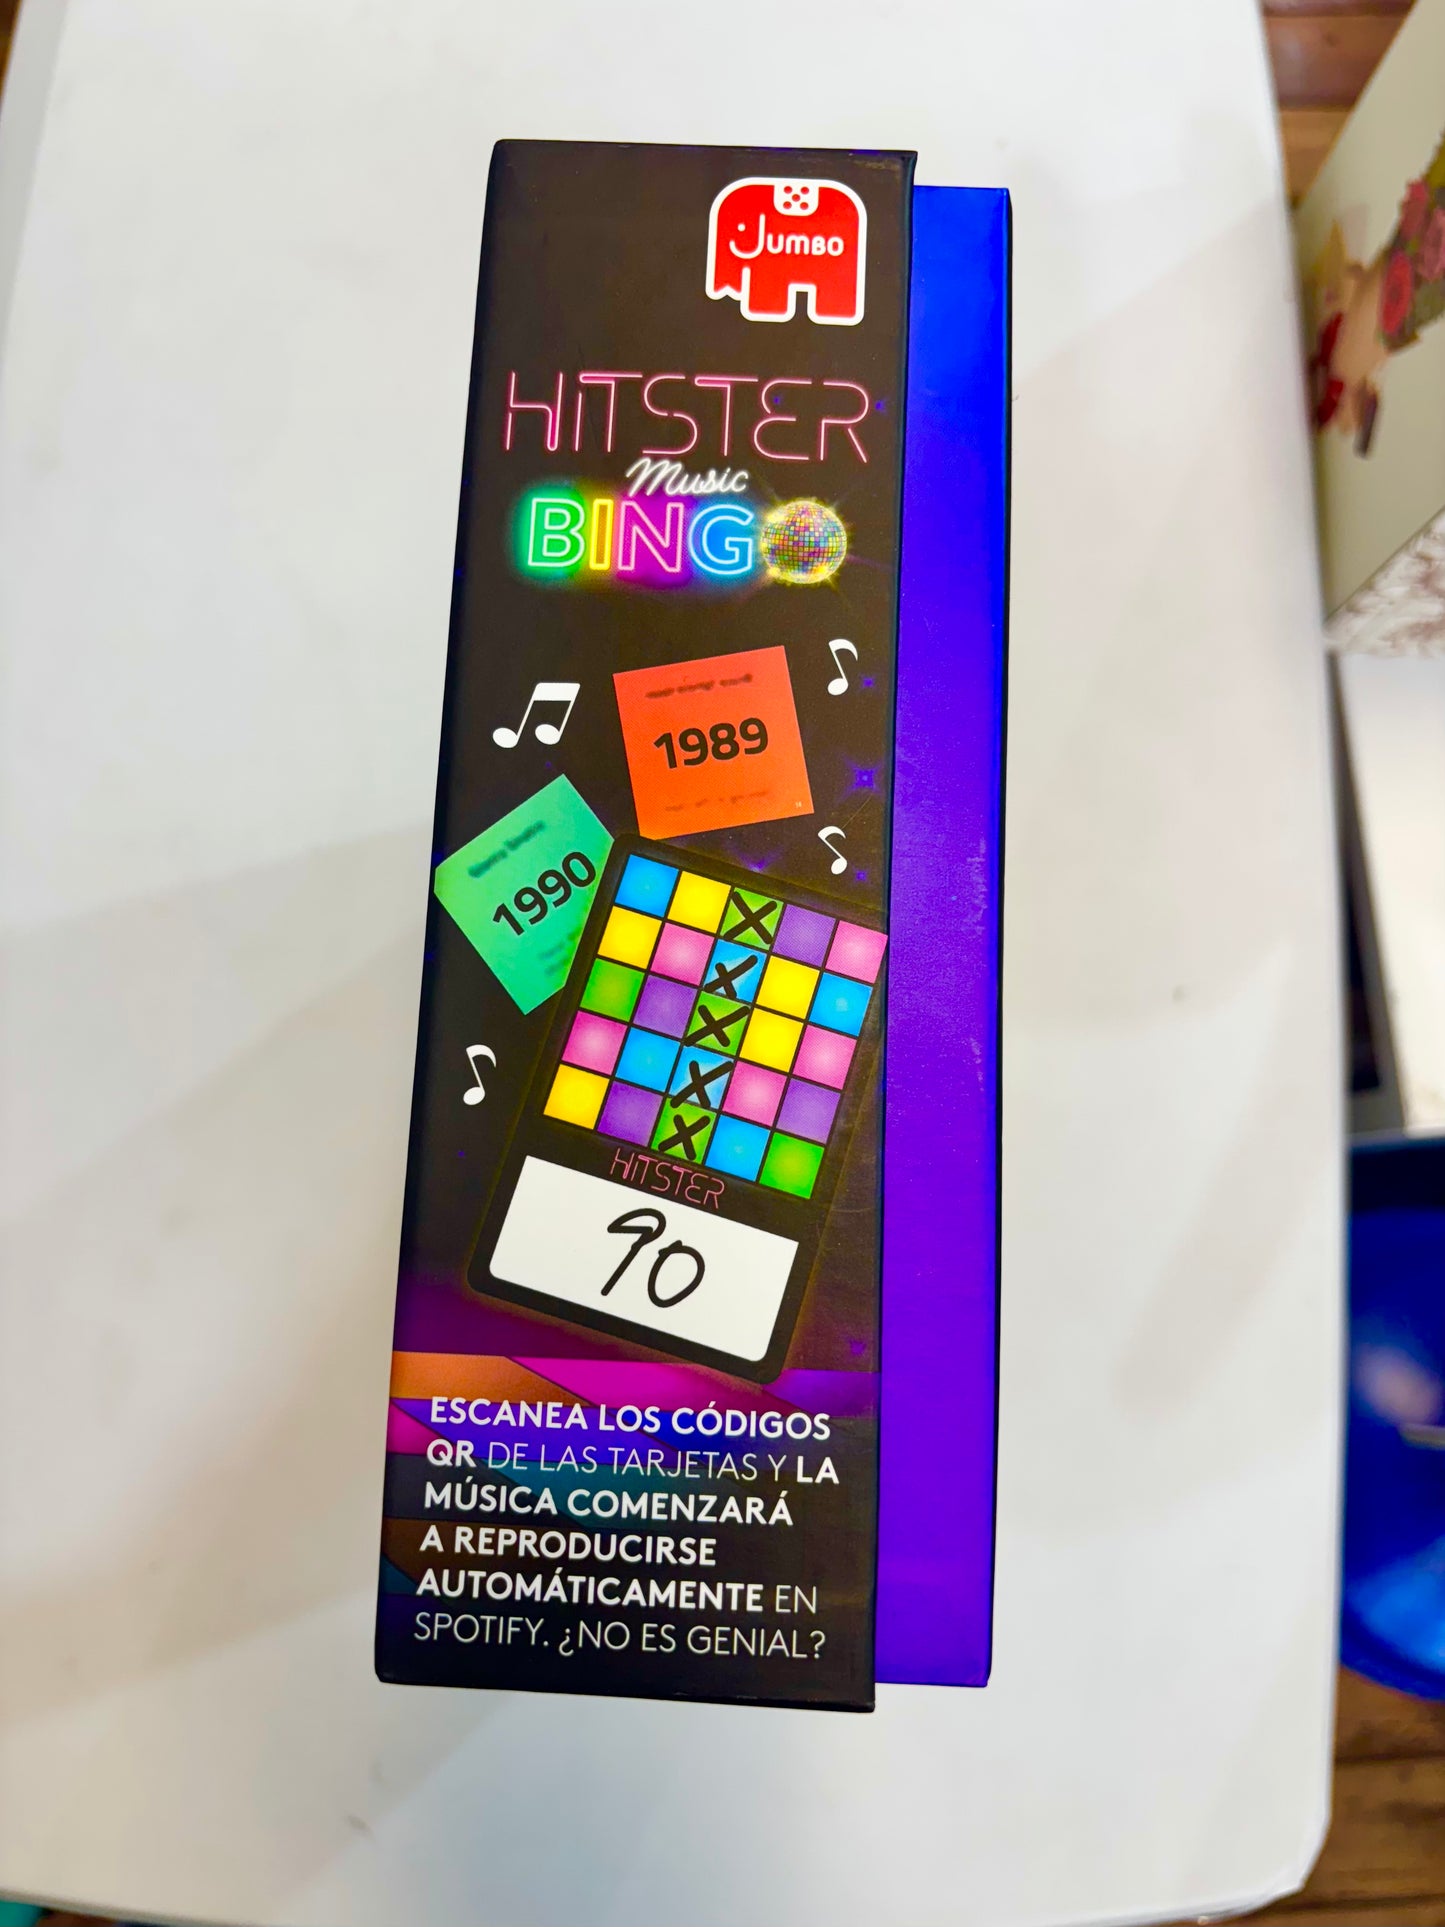 JUMBO
HITSTER
Music
BINGO
1989
1990
HITSTER
90
ESCANEA LOS CÓDIGOS
QR DE LAS TARJETAS Y LA
MÚSICA COMENZARÁ
A REPRODUCIRSE
AUTOMÁTICAMENTE EN
SPOTIFY. ¿NO ES GENIAL?